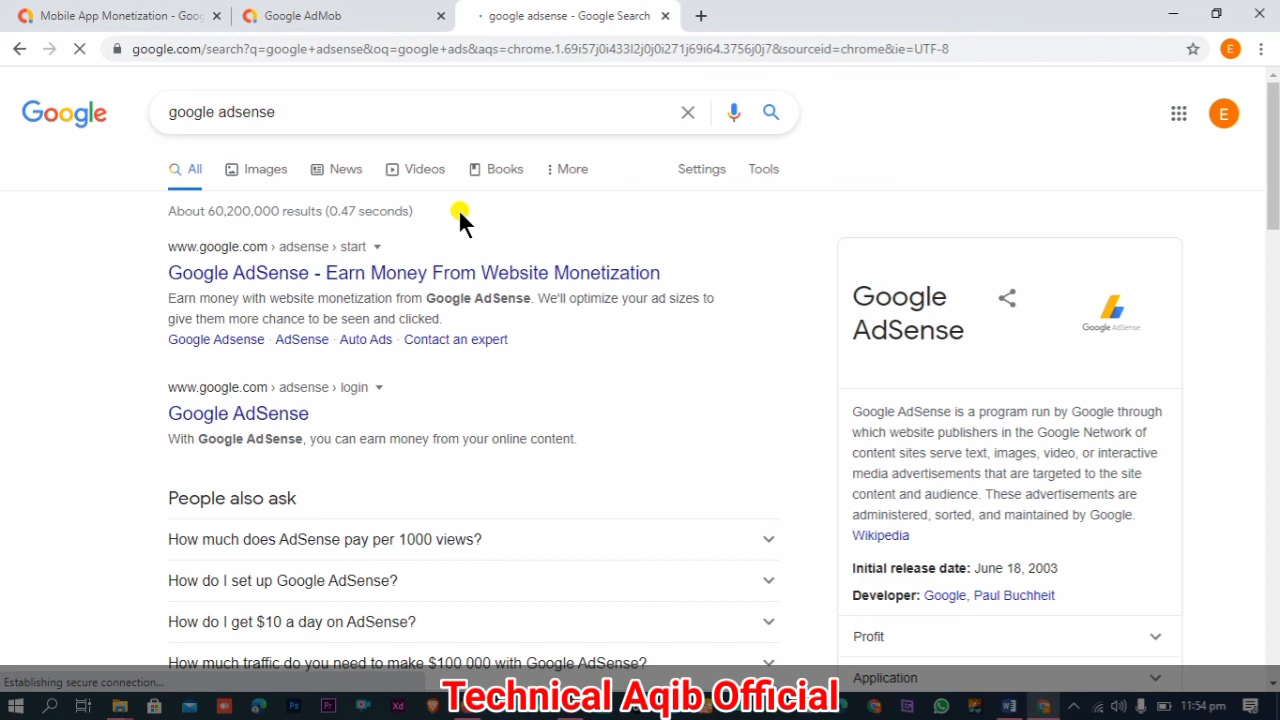 Mobile App Monetization - Goog
Google AdMob
google adsense - Google Search
google.com/search?q=google+adsense&oq=google+ads&aqs=chrome.1.69i57j0i433l2j0j0i271j69i64.3756j0j7&sourceid=chrome&ie=UTF-8
E
Google
google adsense
E
All
Images
News
Videos
Books
More
Settings
Tools
About 60,200,000 results (0.47 seconds)
www.google.com › adsense › start
Google AdSense - Earn Money From Website Monetization
Earn money with website monetization from Google AdSense. We'll optimize your ad sizes to
give them more chance to be seen and clicked.
Google Adsense · AdSense · Auto Ads · Contact an expert
www.google.com › adsense › login
Google AdSense
With Google AdSense, you can earn money from your online content.
People also ask
How much does AdSense pay per 1000 views?
How do I set up Google AdSense?
How do I get $10 a day on AdSense?
How much traffic do you need to make $100 000 with Google AdSense?
Google
AdSense
Google AdSense
Google AdSense is a program run by Google through
which website publishers in the Google Network of
content sites serve text, images, video, or interactive
media advertisements that are targeted to the site
content and audience. These advertisements are
administered, sorted, and maintained by Google.
Wikipedia
Initial release date: June 18, 2003
Developer: Google, Paul Buchheit
Profit
Application
Establishing secure connection...
Technical Aqib Official
Ps
Pr
Xd
11:54 pm